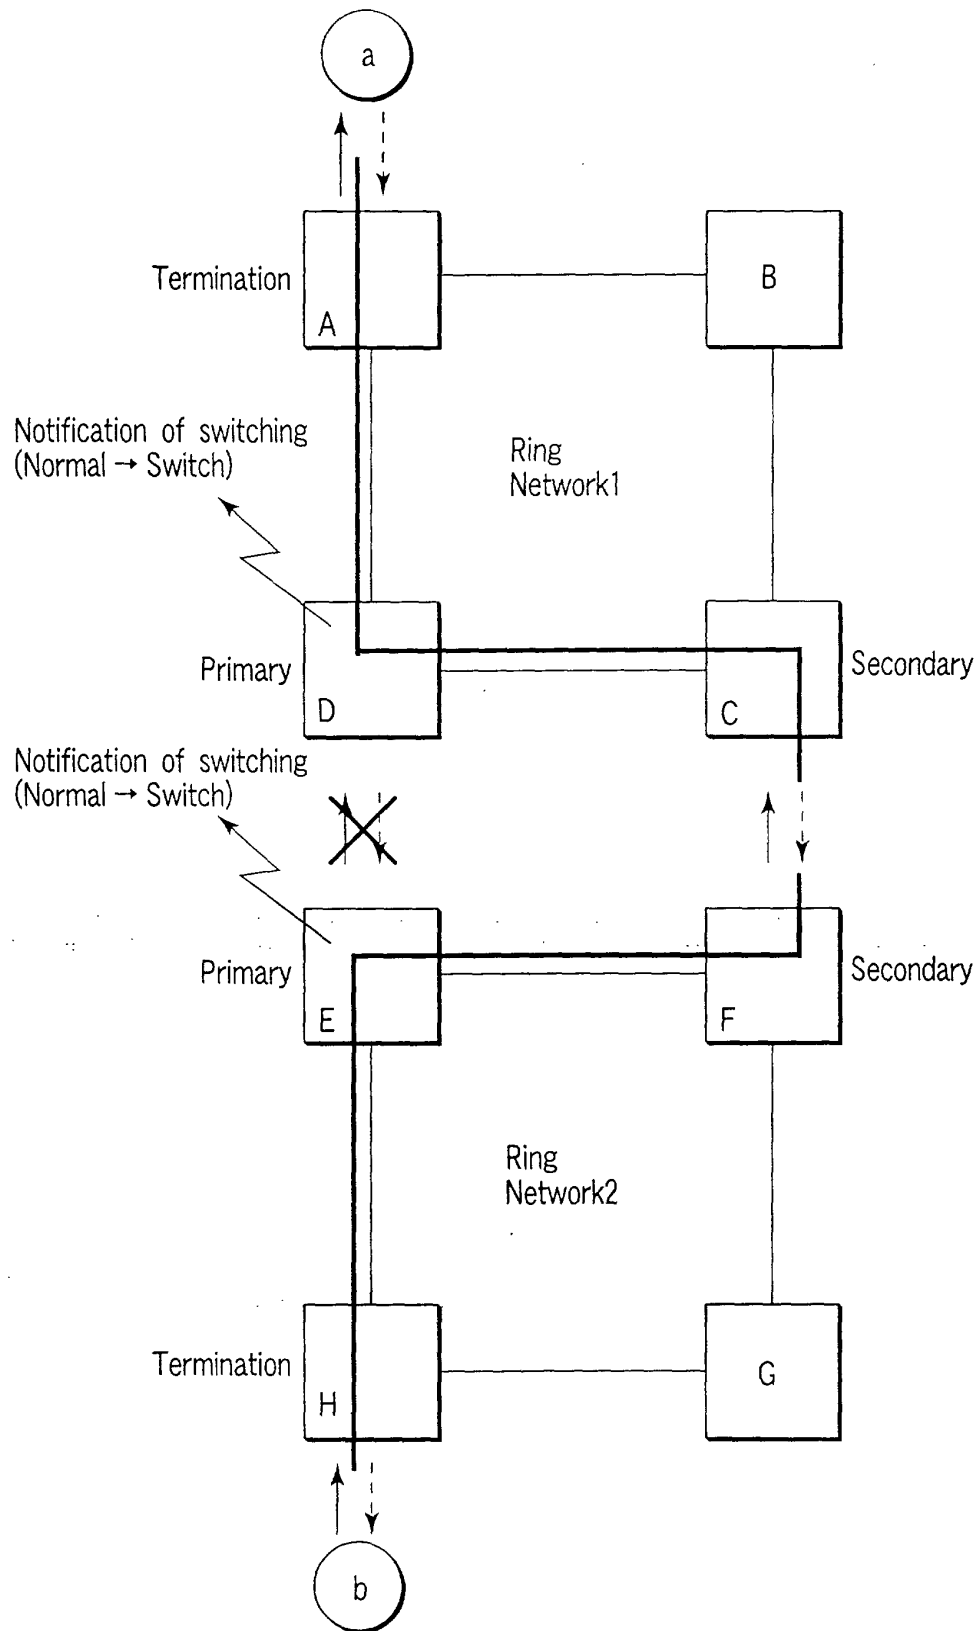 a
Termination
A
B
Notification of switching
(Normal → Switch)
Ring
Network1
Primary
D
C
Secondary
Notification of switching
(Normal → Switch)
Primary
E
F
Secondary
Ring
Network2
Termination
H
G
b